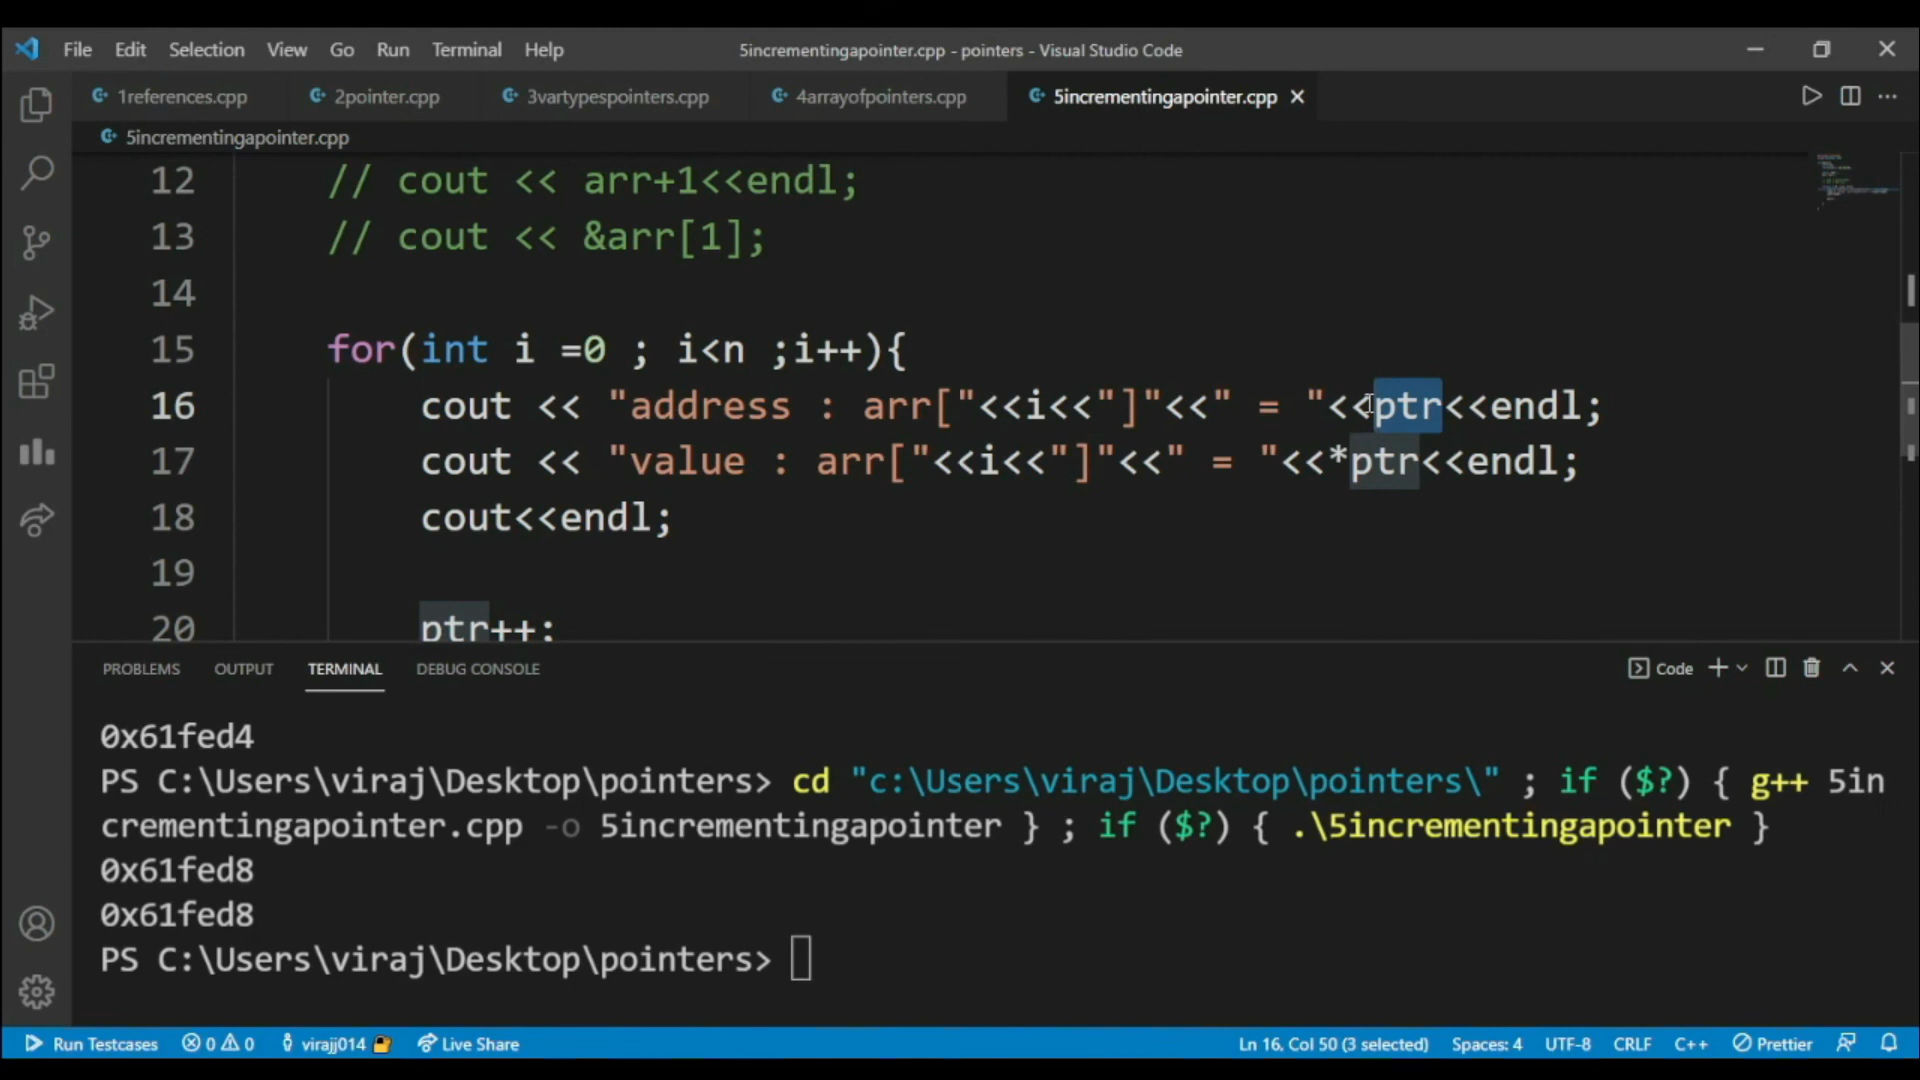 File Edit Selection View Go Run Terminal Help 5incrementingapointer.cpp - pointers - Visual Studio Code
1references.cpp 2pointer.cpp 3vartypespointers.cpp 4arrayofpointers.cpp 5incrementingapointer.cpp
5incrementingapointer.cpp
12 // cout << arr+1<<endl;
13 // cout << &arr[1];
14
15 for(int i =0 ; i<n ;i++){
16 cout << "address : arr["<<i<<"]"<<" = "<<ptr<<endl;
17 cout << "value : arr["<<i<<"]"<<" = "<<*ptr<<endl;
18 cout<<endl;
19
20 ptr++;
PROBLEMS OUTPUT TERMINAL DEBUG CONSOLE Code
0x61fed4
PS C:\Users\viraj\Desktop\pointers> cd "c:\Users\viraj\Desktop\pointers\" ; if ($?) { g++ 5in
crementingapointer.cpp -o 5incrementingapointer } ; if ($?) { .\5incrementingapointer }
0x61fed8
0x61fed8
PS C:\Users\viraj\Desktop\pointers>
Run Testcases 0 0 virajj014 Live Share Ln 16, Col 50 (3 selected) Spaces: 4 UTF-8 CRLF C++ Prettier